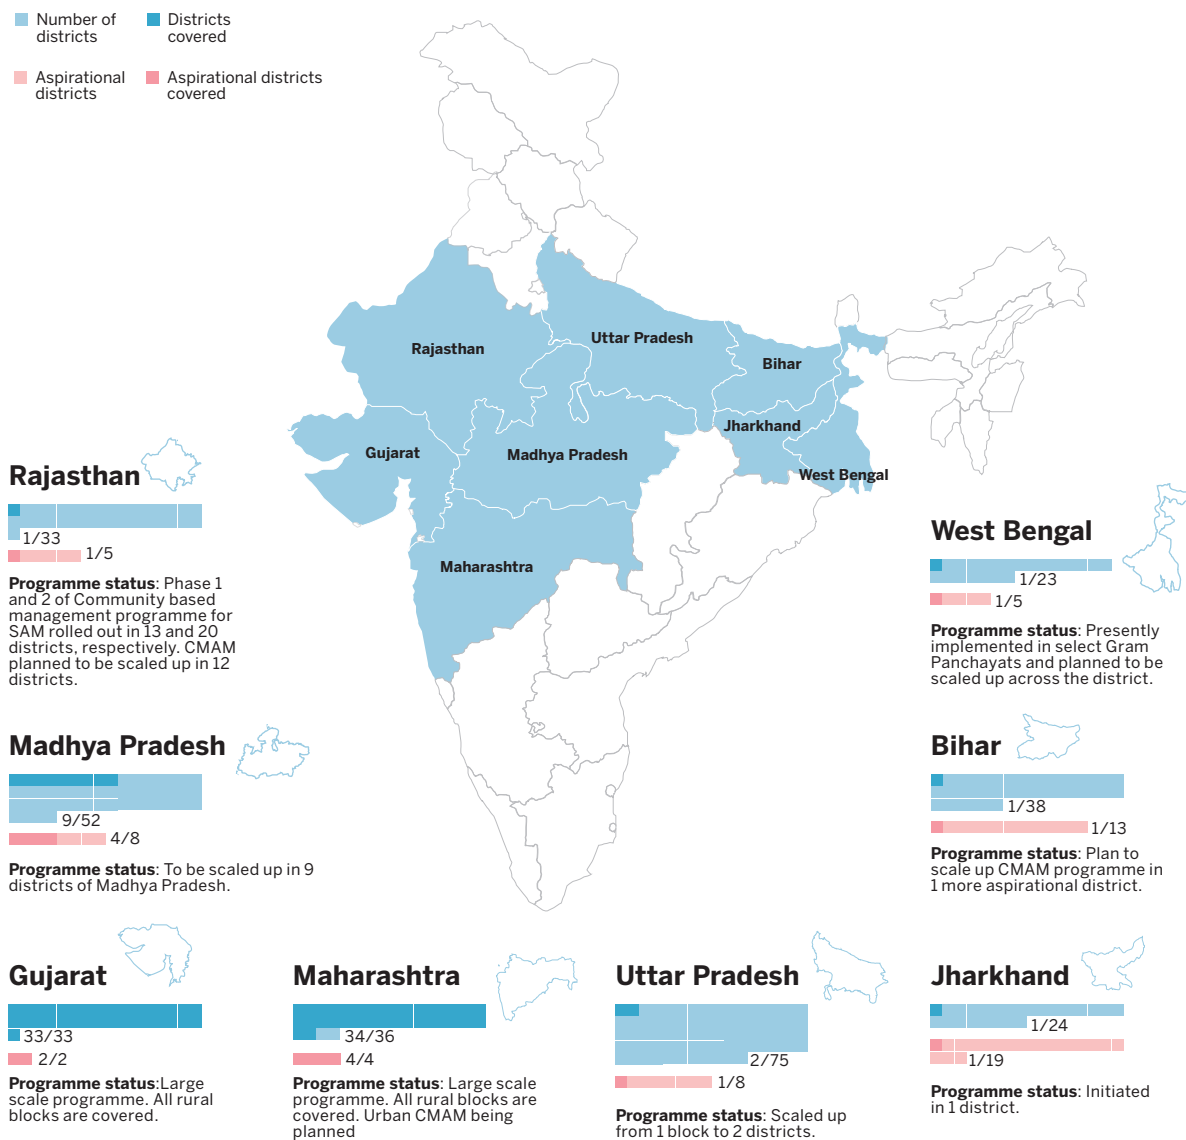 Number of
districts
Districts
covered
Aspirational
districts
Aspirational districts
covered
Rajasthan
Uttar Pradesh
Bihar
Jharkhand
Gujarat
Madhya Pradesh
West Bengal
Maharashtra
Rajasthan
1/33
1/5
Programme status: Phase 1
and 2 of Community based
management programme for
SAM rolled out in 13 and 20
districts, respectively. CMAM
planned to be scaled up in 12
districts.
West Bengal
1/23
1/5
Programme status: Presently
implemented in select Gram
Panchayats and planned to be
scaled up across the district.
Madhya Pradesh
9/52
4/8
Programme status: To be scaled up in 9
districts of Madhya Pradesh.
Bihar
1/38
1/13
Programme status: Plan to
scale up CMAM programme in
1 more aspirational district.
Gujarat
33/33
2/2
Programme status:Large
scale programme. All rural
blocks are covered.
Maharashtra
34/36
4/4
Programme status: Large scale
programme. All rural blocks are
covered. Urban CMAM being
planned
Uttar Pradesh
2/75
1/8
Programme status: Scaled up
from 1 block to 2 districts.
Jharkhand
1/24
1/19
Programme status: Initiated
in 1 district.